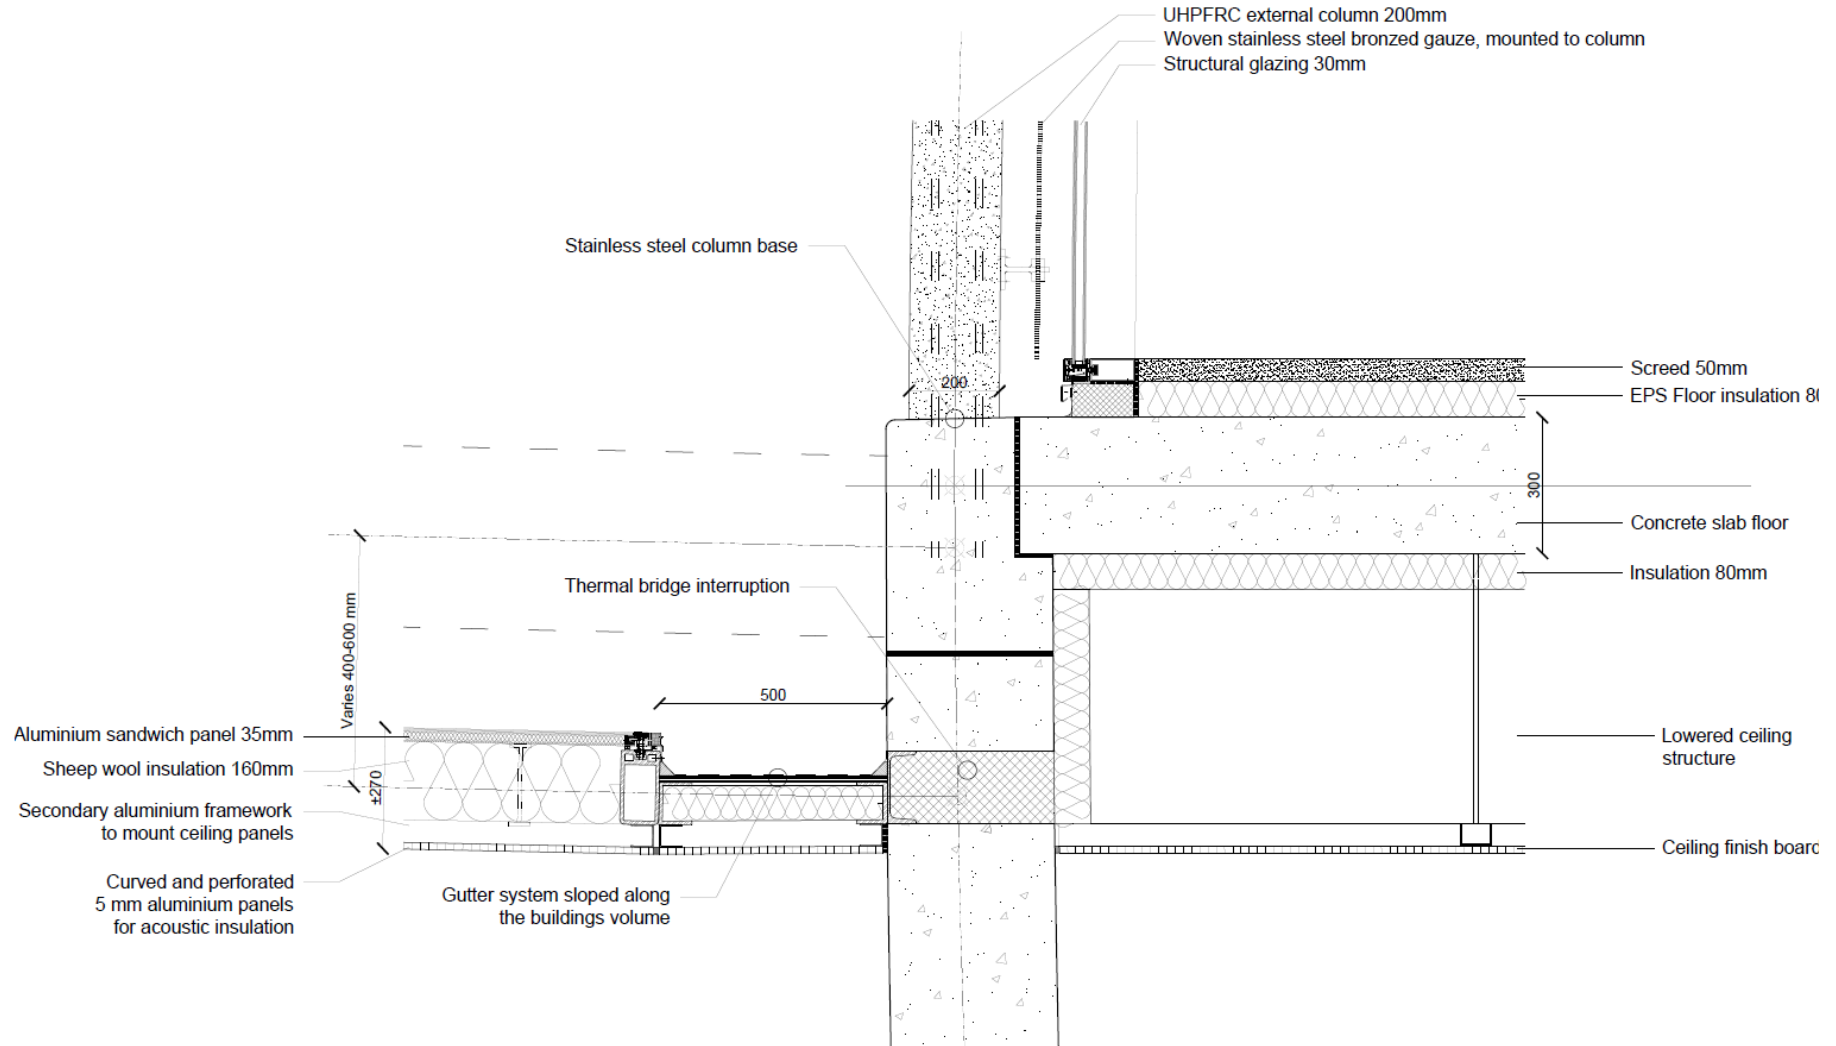 UHPFRC external column 200mm
Woven stainless steel bronzed gauze, mounted to column
Structural glazing 30mm
Stainless steel column base
Screed 50mm
200
EPS Floor insulation
300
Concrete slab floor
Thermal bridge interruption
Insulation 80mm
Varies 400-600 mm
500
Aluminium sandwich panel 35mm
Lowered ceiling
structure
Sheep wool insulation 160mm
±270
Secondary aluminium framework
to mount ceiling panels
Ceiling finish board
Curved and perforated
5 mm aluminium panels
for acoustic insulation
Gutter system sloped along
the buildings volume